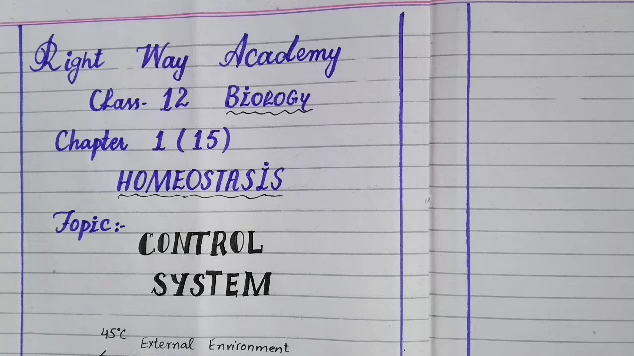 Right Way Academy
Class- 12 BiOLOGY
Chapter 1 (15)
HOMEOSTASiS
Topic:-
CONTROL
SYSTEM
45°C
External Environment